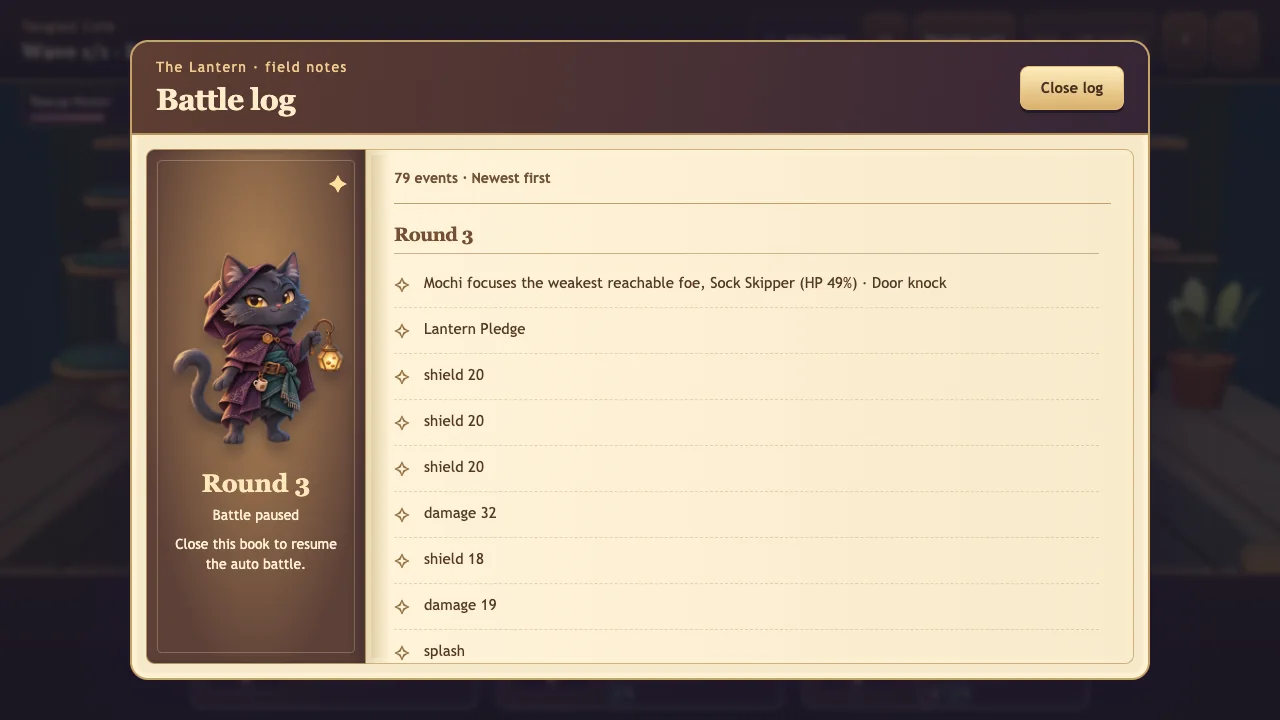 The Lantern · field notes
Battle log
Close log
79 events · Newest first
Round 3
Mochi focuses the weakest reachable foe, Sock Skipper (HP 49%) · Door knock
Lantern Pledge
shield 20
shield 20
shield 20
damage 32
shield 18
damage 19
splash
Round 3
Battle paused
Close this book to resume
the auto battle.